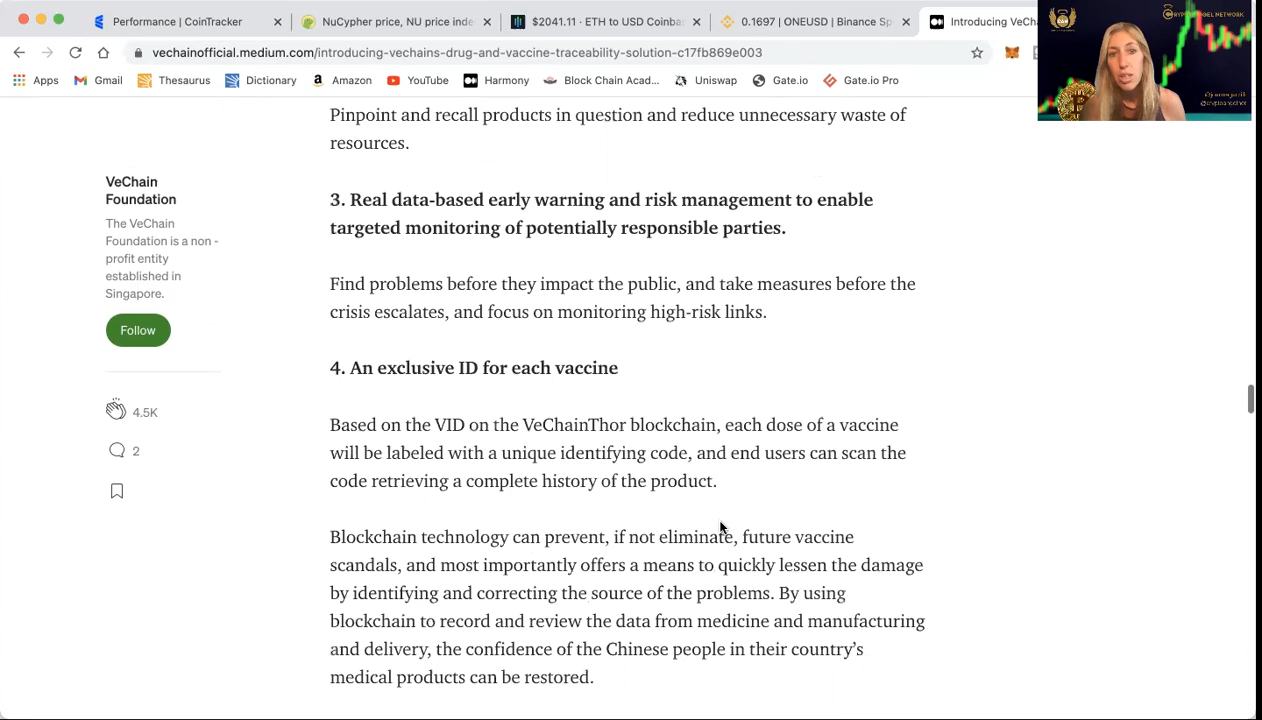 Performance | CoinTracker
NuCypher price, NU price inde
$2041.11 · ETH to USD Coinba
0.1697 | ONEUSD | Binance Sp
Introducing VeCh
vechainofficial.medium.com/introducing-vechains-drug-and-vaccine-traceability-solution-c17fb869e003
Apps
Gmail
Thesaurus
Dictionary
Amazon
YouTube
Harmony
Block Chain Acad...
Uniswap
Gate.io
Gate.io Pro
VeChain
Foundation
The VeChain
Foundation is a non -
profit entity
established in
Singapore.
Follow
4.5K
2
Pinpoint and recall products in question and reduce unnecessary waste of
resources.
3. Real data-based early warning and risk management to enable
targeted monitoring of potentially responsible parties.
Find problems before they impact the public, and take measures before the
crisis escalates, and focus on monitoring high-risk links.
4. An exclusive ID for each vaccine
Based on the VID on the VeChainThor blockchain, each dose of a vaccine
will be labeled with a unique identifying code, and end users can scan the
code retrieving a complete history of the product.
Blockchain technology can prevent, if not eliminate, future vaccine
scandals, and most importantly offers a means to quickly lessen the damage
by identifying and correcting the source of the problems. By using
blockchain to record and review the data from medicine and manufacturing
and delivery, the confidence of the Chinese people in their country's
medical products can be restored.